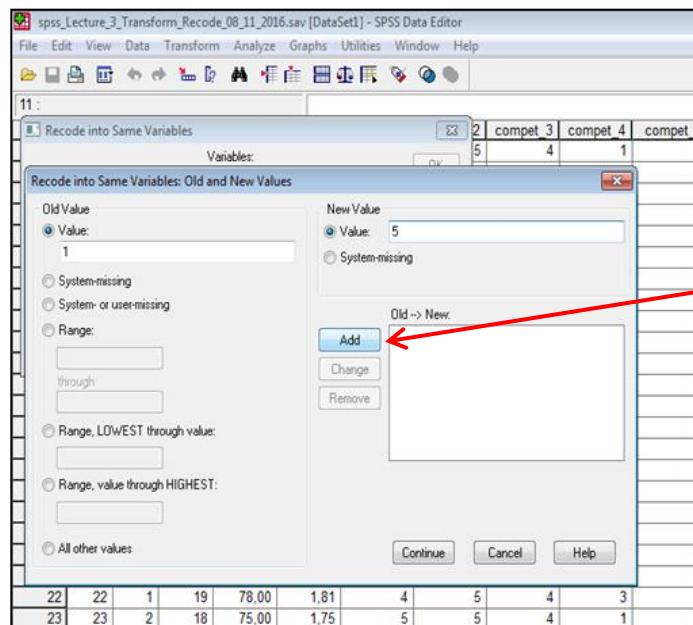 spss_Lecture_3_Transform_Recode_08_11_2016.sav [DataSet1] - SPSS Data Editor
File Edit View Data Transform Analyze Graphs Utilities Window Help
11 :
Recode into Same Variables
2 compet_3 compet_4 compet_
Variables:
5 4 1
Recode into Same Variables: Old and New Values
Old Value
Value:
1
System-missing
System- or user-missing
Range:
through
Range, LOWEST through value:
Range, value through HIGHEST:
All other values
New Value
Value: 5
System-missing
Old --> New:
Add
Change
Remove
Continue Cancel Help
22 22 1 19 78,00 1,81 4 5 4 3
23 23 2 18 75,00 1,75 5 5 4 1